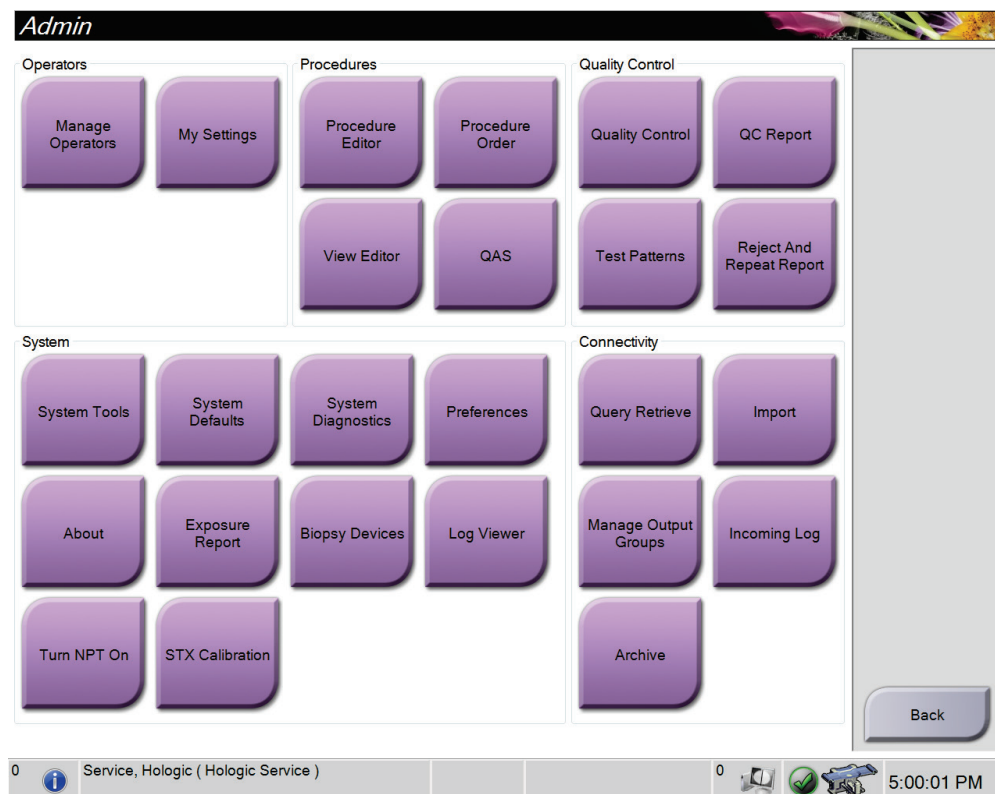 Admin
Operators
Manage
Operators
My Settings
Procedures
Procedure
Editor
Procedure
Order
View Editor
QAS
Quality Control
Quality Control
QC Report
Test Patterns
Reject And
Repeat Report
System
System Tools
System
Defaults
System
Diagnostics
Preferences
About
Exposure
Report
Biopsy Devices
Log Viewer
Turn NPT On
STX Calibration
Connectivity
Query Retrieve
Import
Manage Output
Groups
Incoming Log
Archive
Back
0
Service, Hologic ( Hologic Service )
0
5:00:01 PM